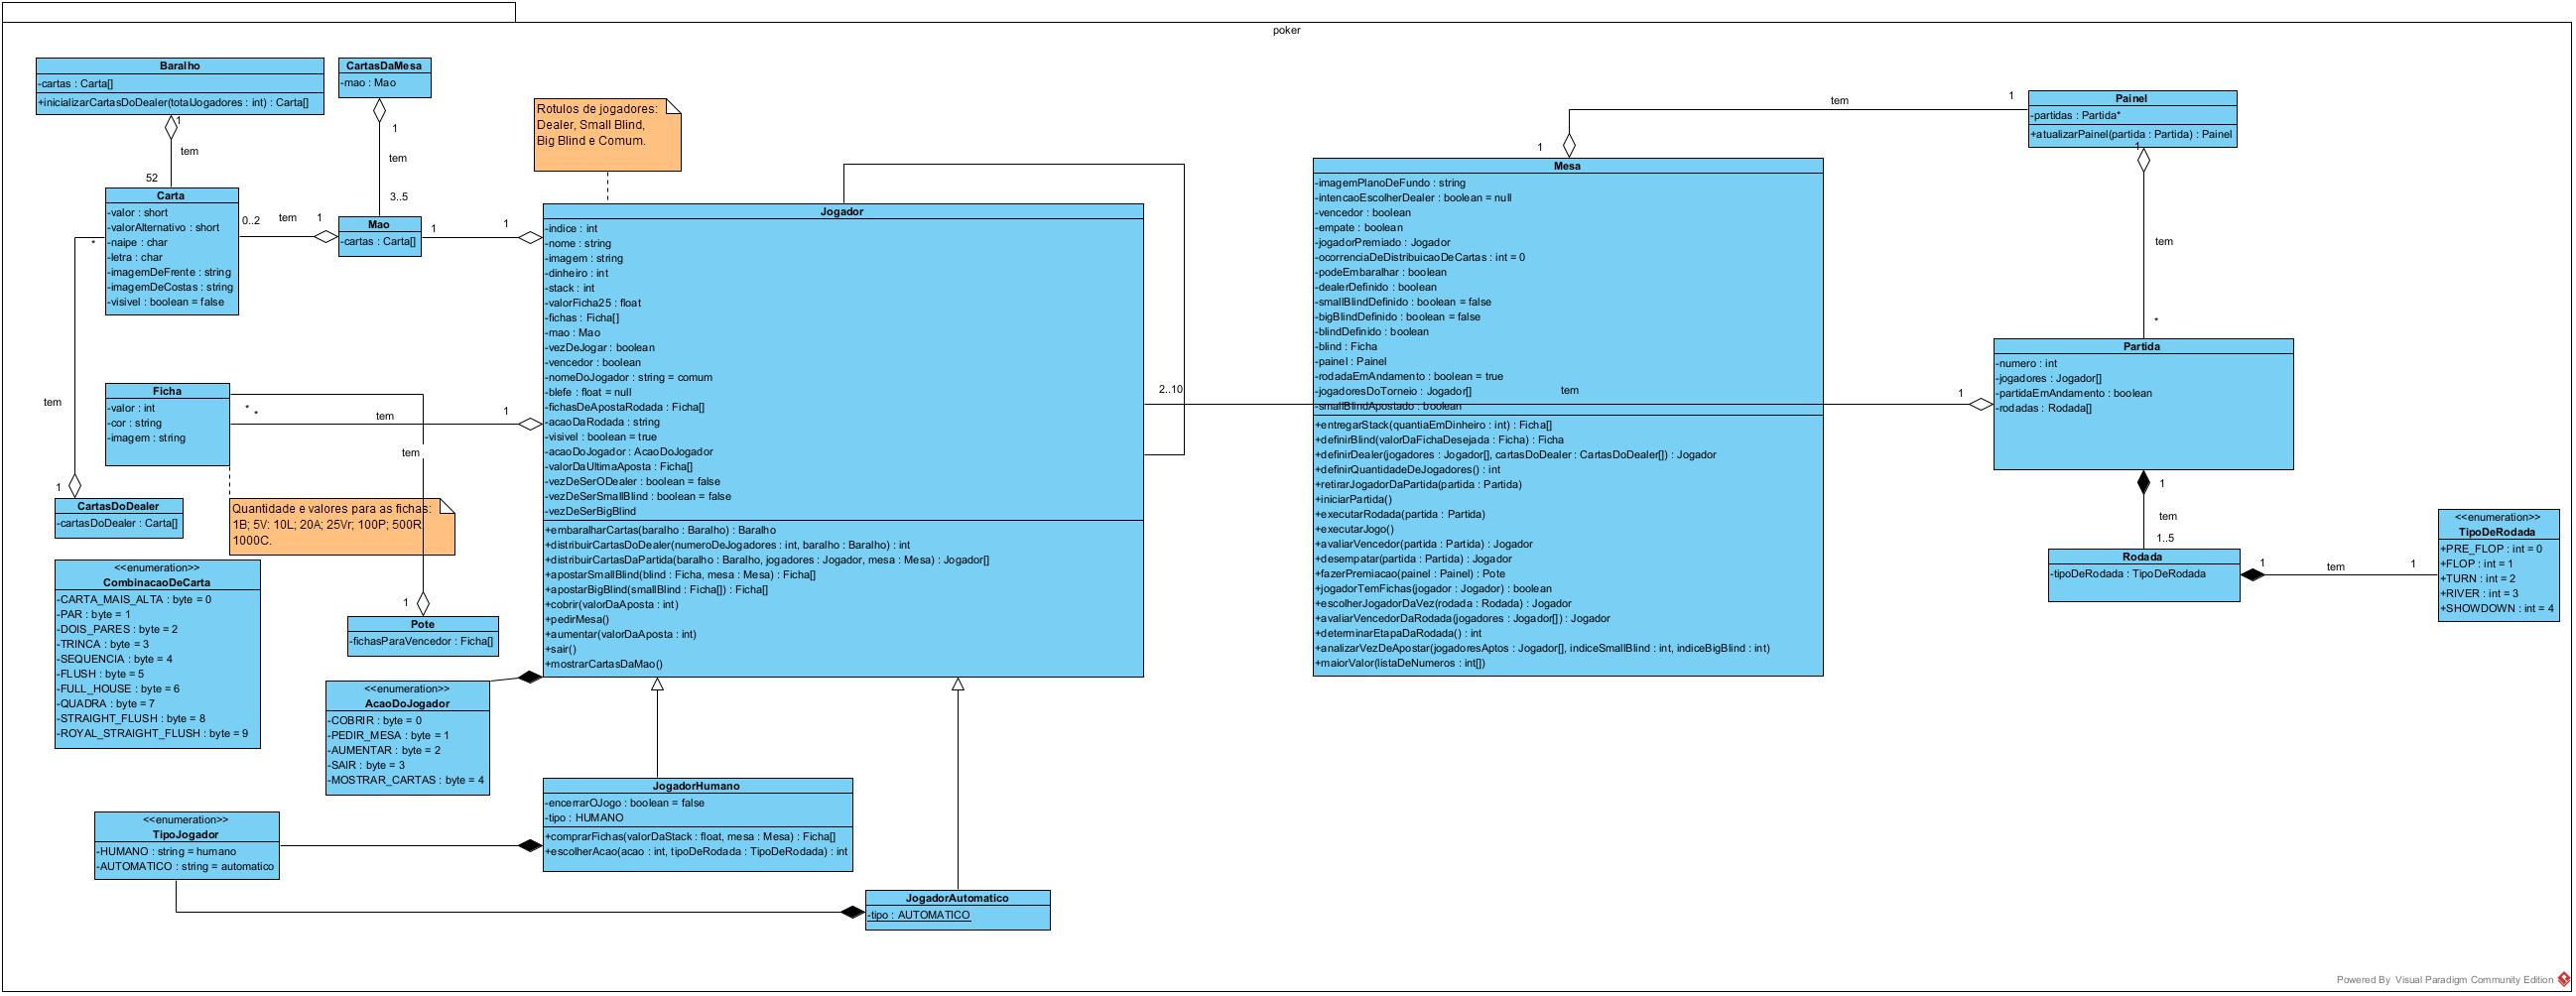 poker
Baralho
-cartas : Carta[]
+inicializarCartasDoDealer(totalJogadores : int) : Carta[]
1
tem
52
CartasDaMesa
-mao : Mao
1
tem
3..5
Carta
-valor : short
-valorAlternativo : short
-naipe : char
-letra : char
-imagemDeFrente : string
-imagemDeCostas : string
-visivel : boolean = false
0..2
tem
1
Mao
-cartas : Carta[]
1
1
*
tem
1
CartasDoDealer
-cartasDoDealer : Carta[]
Rotulos de jogadores:
Dealer, Small Blind,
Big Blind e Comum.
Jogador
-indice : int
-nome : string
-imagem : string
-dinheiro : int
-stack : int
-valorFicha25 : float
-fichas : Ficha[]
-mao : Mao
-vezDeJogar : boolean
-vencedor : boolean
-nomeDoJogador : string = comum
-blefe : float = null
-fichasDeApostaRodada : Ficha[]
-acaoDaRodada : string
-visivel : boolean = true
-acaoDoJogador : AcaoDoJogador
-valorDaUltimaAposta : Ficha[]
-vezDeSerODealer : boolean = false
-vezDeSerSmallBlind : boolean = false
-vezDeSerBigBlind
+embaralharCartas(baralho : Baralho) : Baralho
+distribuirCartasDoDealer(numeroDeJogadores : int, baralho : Baralho) : int
+distribuirCartasDaPartida(baralho : Baralho, jogadores : Jogador, mesa : Mesa) : Jogador[]
+apostarSmallBlind(blind : Ficha, mesa : Mesa) : Ficha[]
+apostarBigBlind(smallBlind : Ficha[]) : Ficha[]
+cobrir(valorDaAposta : int)
+pedirMesa()
+aumentar(valorDaAposta : int)
+sair()
+mostrarCartasDaMao()
Ficha
-valor : int
-cor : string
-imagem : string
*
*
tem
1
tem
1
Quantidade e valores para as fichas:
1B; 5V: 10L; 20A; 25Vr; 100P; 500R;
1000C.
Pote
-fichasParaVencedor : Ficha[]
<<enumeration>>
CombinacaoDeCarta
-CARTA_MAIS_ALTA : byte = 0
-PAR : byte = 1
-DOIS_PARES : byte = 2
-TRINCA : byte = 3
-SEQUENCIA : byte = 4
-FLUSH : byte = 5
-FULL_HOUSE : byte = 6
-QUADRA : byte = 7
-STRAIGHT_FLUSH : byte = 8
-ROYAL_STRAIGHT_FLUSH : byte = 9
<<enumeration>>
AcaoDoJogador
-COBRIR : byte = 0
-PEDIR_MESA : byte = 1
-AUMENTAR : byte = 2
-SAIR : byte = 3
-MOSTRAR_CARTAS : byte = 4
<<enumeration>>
TipoJogador
-HUMANO : string = humano
-AUTOMATICO : string = automatico
JogadorHumano
-encerrarOJogo : boolean = false
-tipo : HUMANO
+comprarFichas(valorDaStack : float, mesa : Mesa) : Ficha[]
+escolherAcao(acao : int, tipoDeRodada : TipoDeRodada) : int
JogadorAutomatico
-tipo : AUTOMATICO
2..10
tem
1
Mesa
-imagemPlanoDeFundo : string
-intencaoEscolherDealer : boolean = null
-vencedor : boolean
-empate : boolean
-jogadorPremiado : Jogador
-ocorrenciaDeDistribuicaoDeCartas : int = 0
-podeEmbaralhar : boolean
-dealerDefinido : boolean
-smallBlindDefinido : boolean = false
-bigBlindDefinido : boolean = false
-blindDefinido : boolean
-blind : Ficha
-painel : Painel
-rodadaEmAndamento : boolean = true
-jogadoresDoTorneio : Jogador[]
-smallBlindApostado : boolean
+entregarStack(quantiaEmDinheiro : int) : Ficha[]
+definirBlind(valorDaFichaDesejada : Ficha) : Ficha
+definirDealer(jogadores : Jogador[], cartasDoDealer : CartasDoDealer[]) : Jogador
+definirQuantidadeDeJogadores() : int
+retirarJogadorDaPartida(partida : Partida)
+iniciarPartida()
+executarRodada(partida : Partida)
+executarJogo()
+avaliarVencedor(partida : Partida) : Jogador
+desempatar(partida : Partida) : Jogador
+fazerPremiacao(painel : Painel) : Pote
+jogadorTemFichas(jogador : Jogador) : boolean
+escolherJogadorDaVez(rodada : Rodada) : Jogador
+avaliarVencedorDaRodada(jogadores : Jogador[]) : Jogador
+determinarEtapaDaRodada() : int
+analizarVezDeApostar(jogadoresAptos : Jogador[], indiceSmallBlind : int, indiceBigBlind : int)
+maiorValor(listaDeNumeros : int[])
1
tem
1
Painel
-partidas : Partida*
+atualizarPainel(partida : Partida) : Painel
1
tem
*
Partida
-numero : int
-jogadores : Jogador[]
-partidaEmAndamento : boolean
-rodadas : Rodada[]
1
tem
1..5
Rodada
-tipoDeRodada : TipoDeRodada
1
tem
1
<<enumeration>>
TipoDeRodada
+PRE_FLOP : int = 0
+FLOP : int = 1
+TURN : int = 2
+RIVER : int = 3
+SHOWDOWN : int = 4
Powered By Visual Paradigm Community Edition